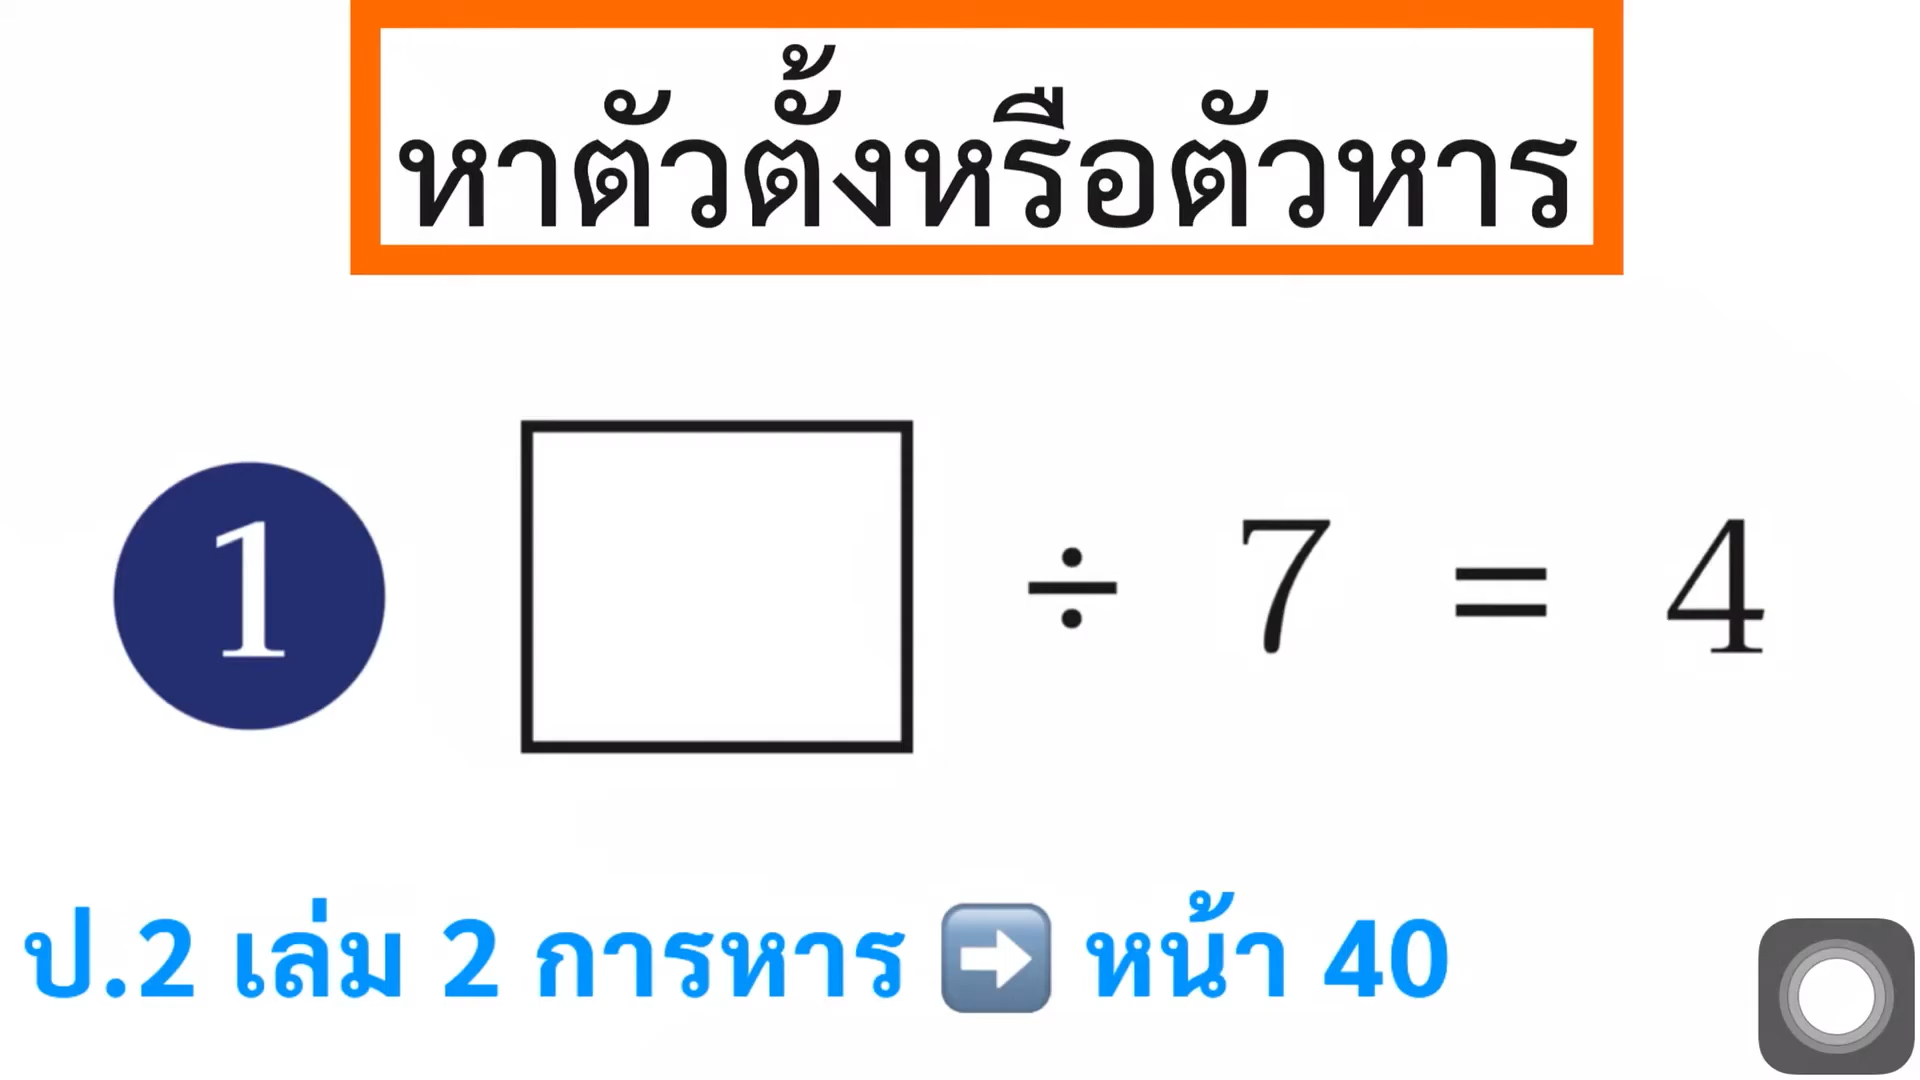 หาตัวตั้งหรือตัวหาร
1 ÷ 7 = 4
ป.2 เล่ม 2 การหาร ➡️ หน้า 40